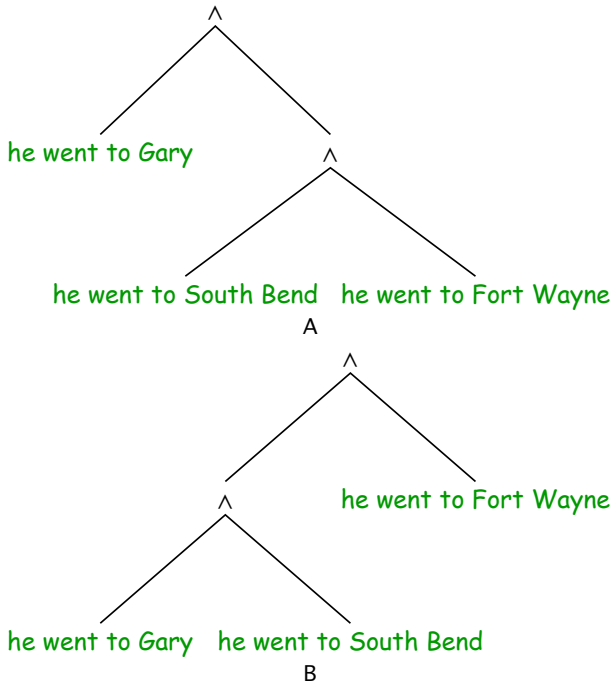 ∧
he went to Gary
∧
he went to South Bend he went to Fort Wayne
A
∧
he went to Fort Wayne
∧
he went to Gary he went to South Bend
B